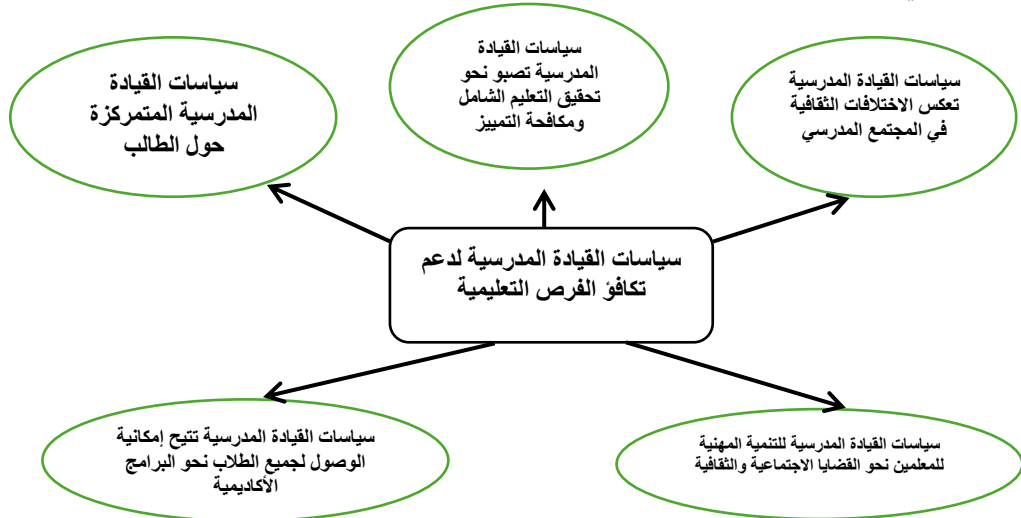 سياسات القيادة
المدرسية تعكس
الاختلافات الثقافية
في المجتمع المدرسي
سياسات القيادة
المدرسية تصبو نحو
تحقيق التعليم الشامل
ومكافحة التمييز
سياسات القيادة
المدرسية المتمركزة
حول الطالب
سياسات القيادة المدرسية لدعم
تكافؤ الفرص التعليمية
سياسات القيادة المدرسية للتنمية المهنية
للمعلمين نحو القضايا الاجتماعية والثقافية
سياسات القيادة المدرسية تتيح إمكانية
الوصول لجميع الطلاب نحو البرامج
الأكاديمية